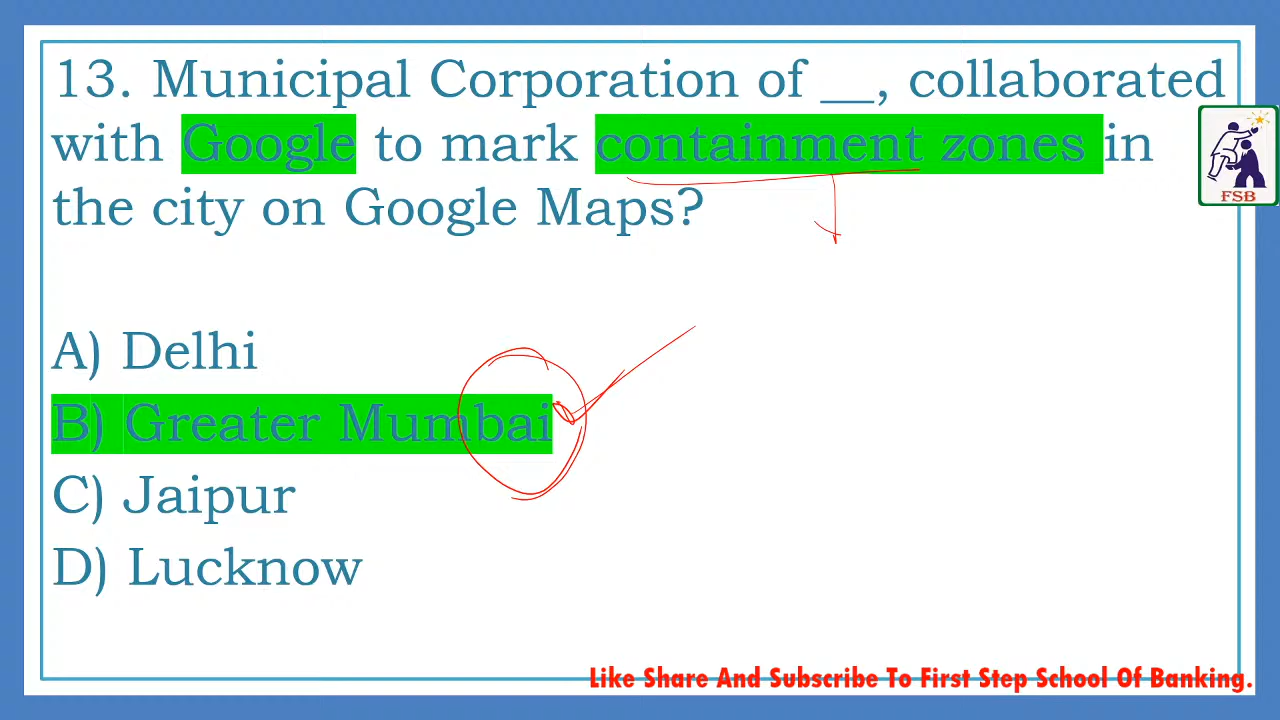 13. Municipal Corporation of __, collaborated
with Google to mark containment zones in
the city on Google Maps?
FSB
A) Delhi
B) Greater Mumbai
C) Jaipur
D) Lucknow
Like Share And Subscribe To First Step School Of Banking.